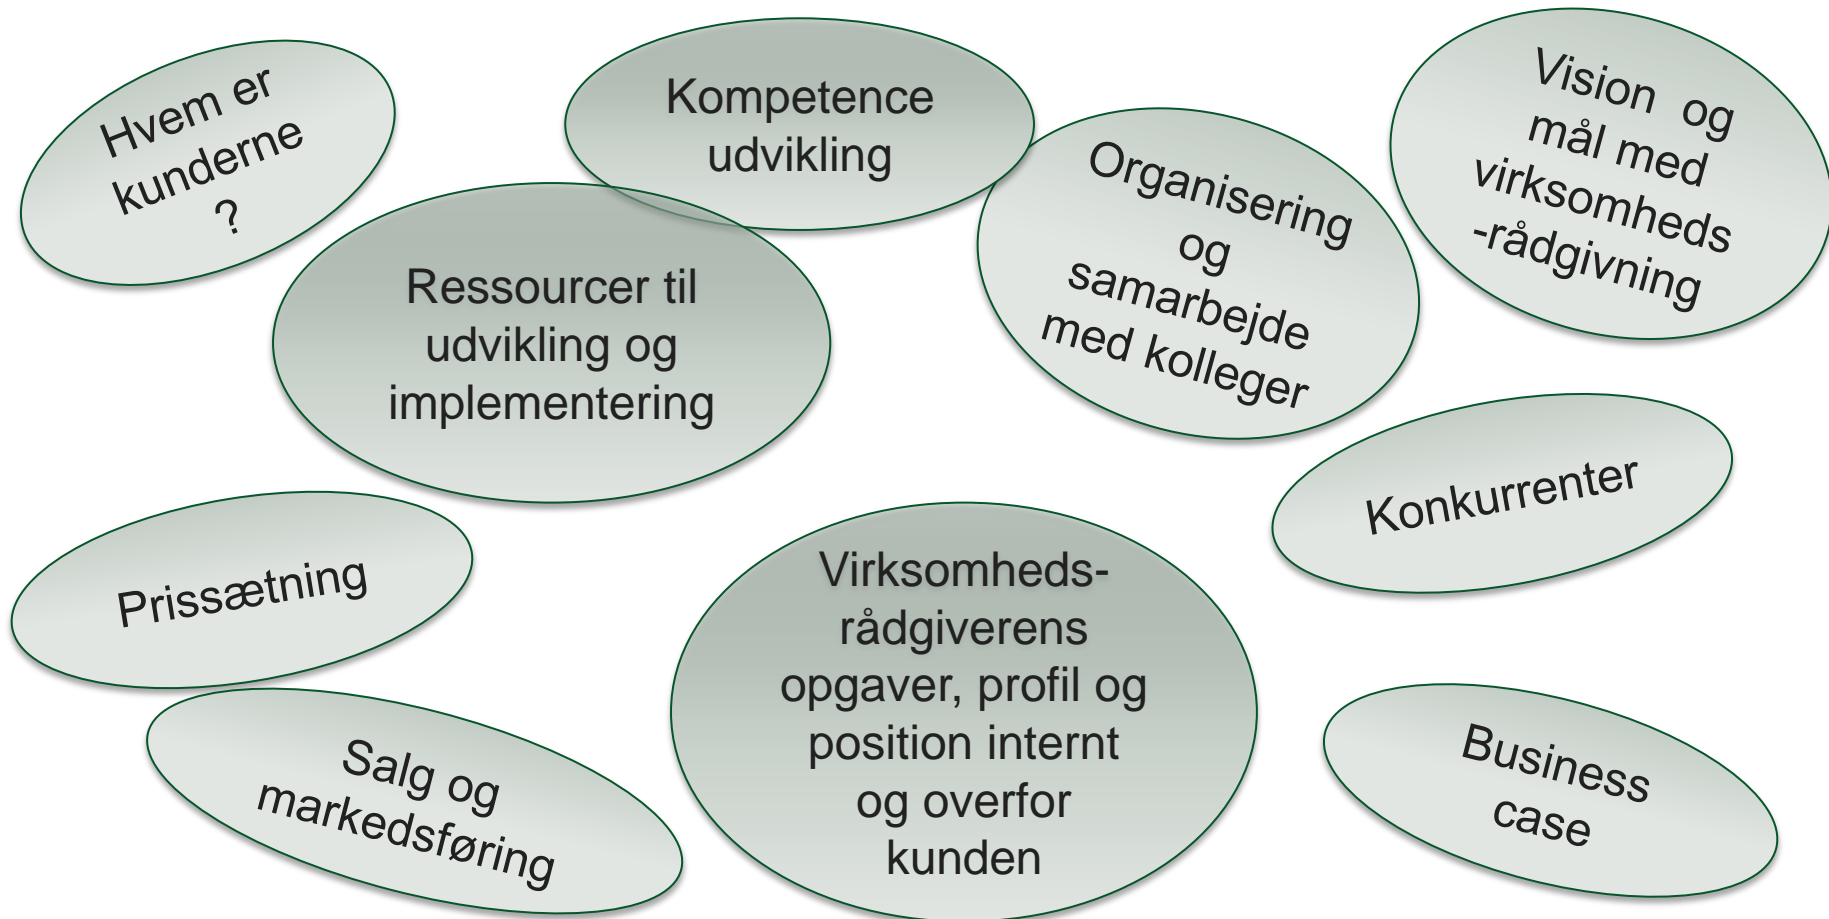 Hvem er
kunderne
?
Kompetence
udvikling
Vision og
mål med
virksomheds
-rådgivning
Organisering
og
samarbejde
med kolleger
Ressourcer til
udvikling og
implementering
Konkurrenter
Prissætning
Virksomheds-
rådgiverens
opgaver, profil og
position internt
og overfor
kunden
Salg og
markedsføring
Business
case